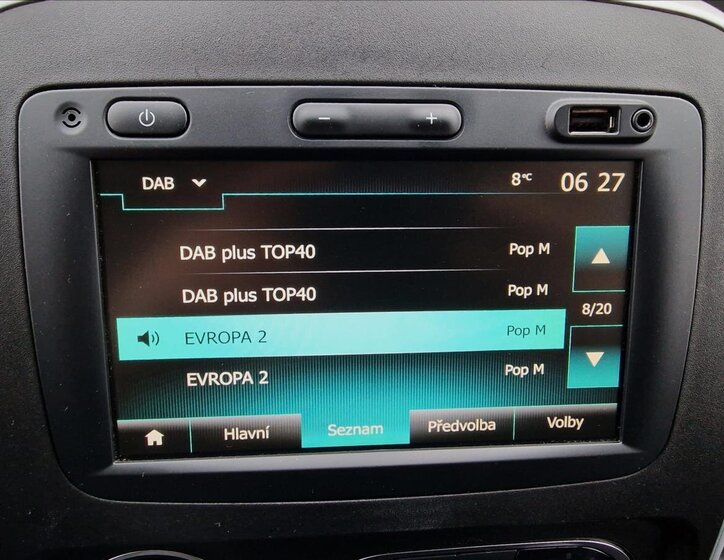 DAB 8°C 06 27
DAB plus TOP40 Pop M
DAB plus TOP40 Pop M
8/20
EVROPA 2 Pop M
EVROPA 2 Pop M
Hlavní Seznam Předvolba Volby